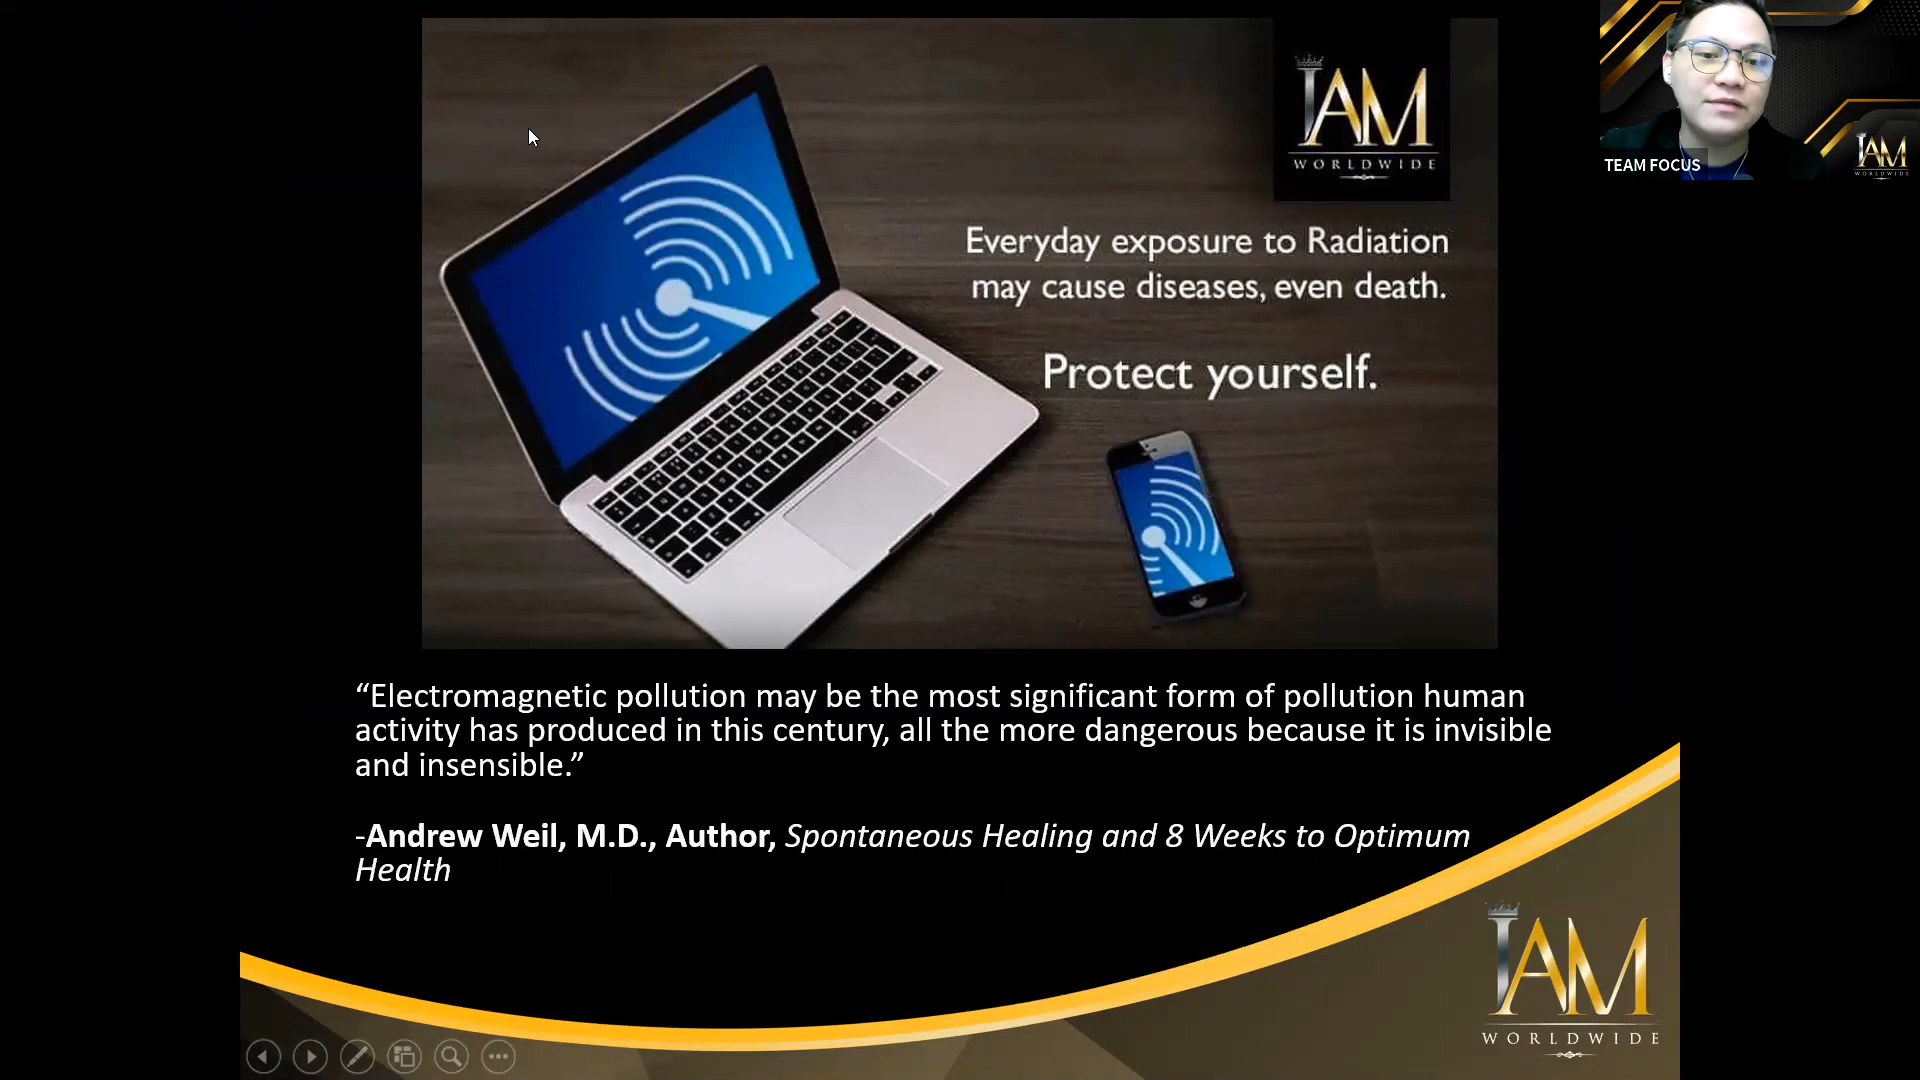 IAM
WORLDWIDE
Everyday exposure to Radiation
may cause diseases, even death.
Protect yourself.
TEAM FOCUS
IAM
WORLDWIDE
“Electromagnetic pollution may be the most significant form of pollution human
activity has produced in this century, all the more dangerous because it is invisible
and insensible.”
-Andrew Weil, M.D., Author, Spontaneous Healing and 8 Weeks to Optimum
Health
IAM
WORLDWIDE